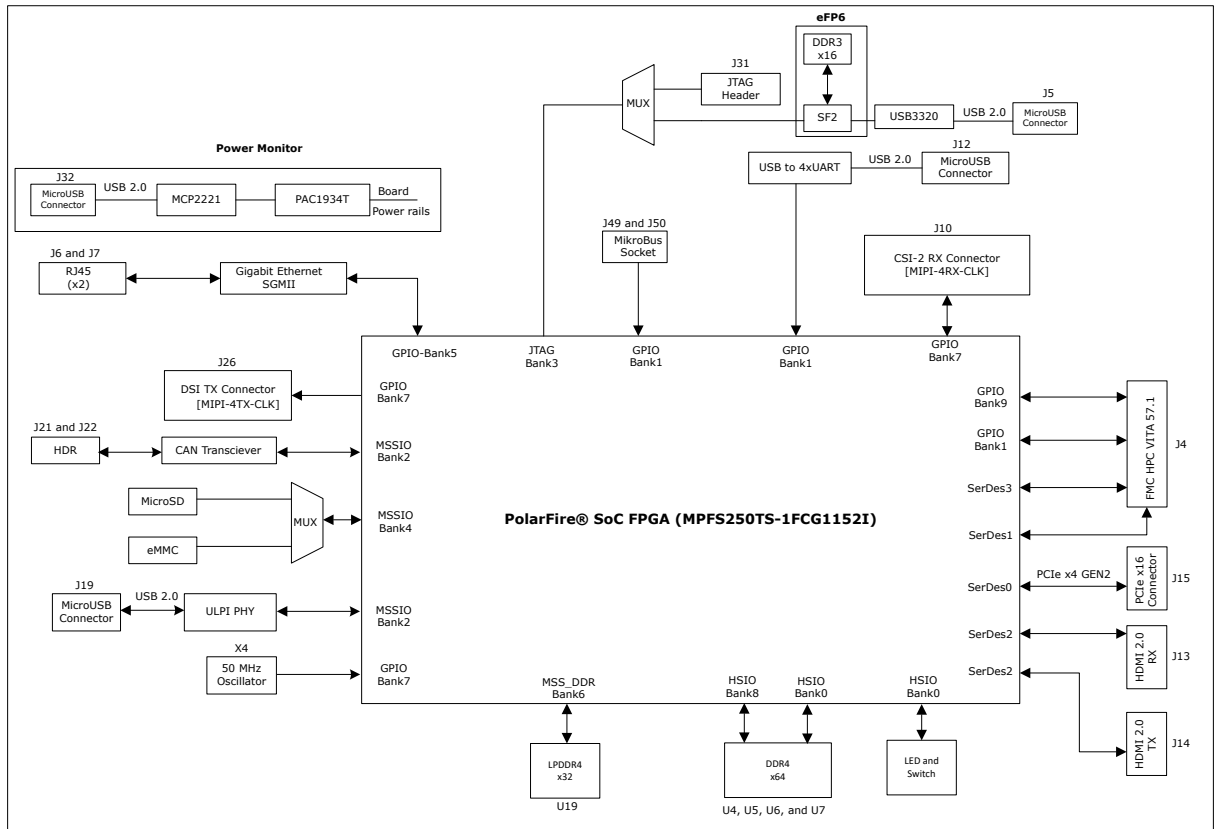 eFP6
DDR3
x16
J31
JTAG
Header
MUX
SF2
USB3320
USB 2.0
J5
MicroUSB
Connector
Power Monitor
J32
MicroUSB
Connector
USB 2.0
MCP2221
PAC1934T
Board
Power rails
USB to 4xUART
USB 2.0
J12
MicroUSB
Connector
J49 and J50
MikroBus
Socket
J10
CSI-2 RX Connector
[MIPI-4RX-CLK]
J6 and J7
RJ45
(x2)
Gigabit Ethernet
SGMII
GPIO-Bank5
JTAG
Bank3
GPIO
Bank1
GPIO
Bank1
GPIO
Bank7
J26
DSI TX Connector
[MIPI-4TX-CLK]
GPIO
Bank7
J21 and J22
HDR
CAN Transciever
MSSIO
Bank2
MicroSD
eMMC
MUX
MSSIO
Bank4
J19
MicroUSB
Connector
USB 2.0
ULPI PHY
MSSIO
Bank2
X4
50 MHz
Oscillator
GPIO
Bank7
PolarFire® SoC FPGA (MPFS250TS-1FCG1152I)
GPIO
Bank9
GPIO
Bank1
SerDes3
SerDes1
FMC HPC VITA 57.1
J4
SerDes0
PCIe x4 GEN2
PCIe x16
Connector
J15
SerDes2
HDMI 2.0
RX
J13
SerDes2
HDMI 2.0
TX
J14
MSS_DDR
Bank6
HSIO
Bank8
HSIO
Bank0
HSIO
Bank0
LPDDR4
x32
U19
DDR4
x64
U4, U5, U6, and U7
LED and
Switch